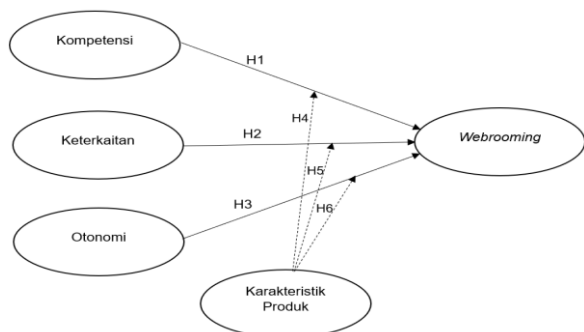 Kompetensi
H1
H4
Keterkaitan
H2
Webrooming
H5
H3
H6
Otonomi
Karakteristik
Produk